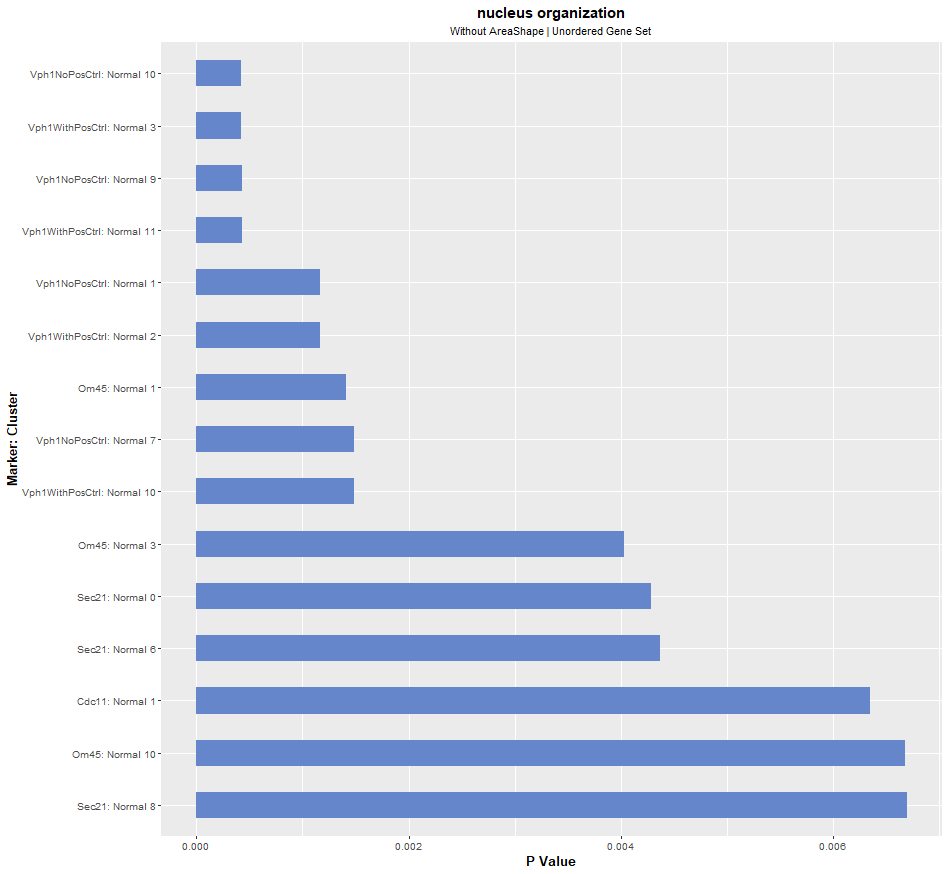 nucleus organization
Without AreaShape | Unordered Gene Set
Marker: Cluster
Vph1NoPosCtrl: Normal 10
Vph1WithPosCtrl: Normal 3
Vph1NoPosCtrl: Normal 9
Vph1WithPosCtrl: Normal 11
Vph1NoPosCtrl: Normal 1
Vph1WithPosCtrl: Normal 2
Om45: Normal 1
Vph1NoPosCtrl: Normal 7
Vph1WithPosCtrl: Normal 10
Om45: Normal 3
Sec21: Normal 0
Sec21: Normal 6
Cdc11: Normal 1
Om45: Normal 10
Sec21: Normal 8
0.000 0.002 0.004 0.006
P Value